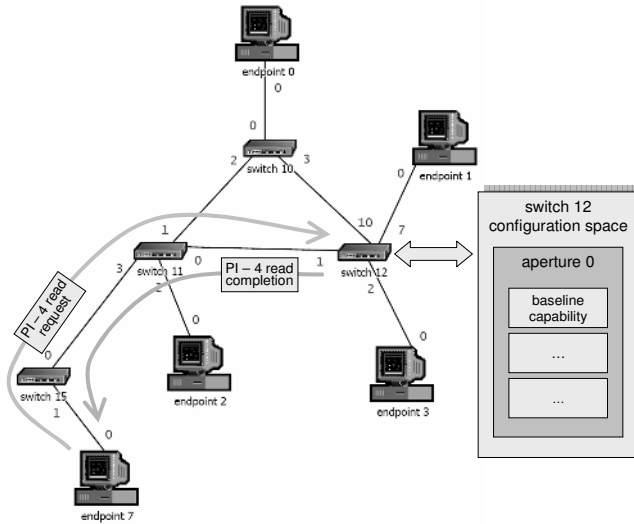 endpoint 0
0
0
switch 10
2
3
endpoint 1
0
10
7
switch 12
1
2
1
switch 11
0
3
2
PI – 4 read
request
PI – 4 read
completion
0
switch 15
1
0
endpoint 2
0
endpoint 3
0
endpoint 7
switch 12
configuration space
aperture 0
baseline
capability
...
...